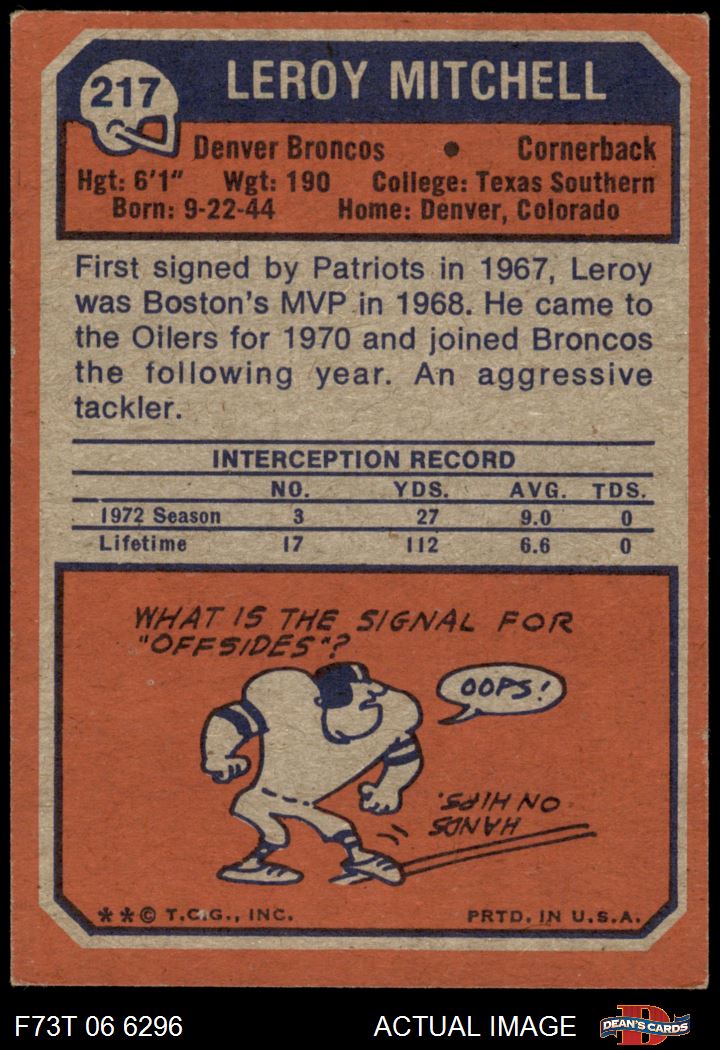 217
LEROY MITCHELL
Denver Broncos • Cornerback
Hgt: 6'1" Wgt: 190 College: Texas Southern
Born: 9-22-44 Home: Denver, Colorado
First signed by Patriots in 1967, Leroy
was Boston's MVP in 1968. He came to
the Oilers for 1970 and joined Broncos
the following year. An aggressive
tackler.
INTERCEPTION RECORD
NO. YDS. AVG. TDS.
1972 Season 3 27 9.0 0
Lifetime 17 112 6.6 0
WHAT IS THE SIGNAL FOR
"OFFSIDES"?
OOPS!
HANDS
ON HIPS.
**© T.C.G., INC. PRTD. IN U.S.A.
F73T 06 6296 ACTUAL IMAGE
D
DEAN'S CARDS